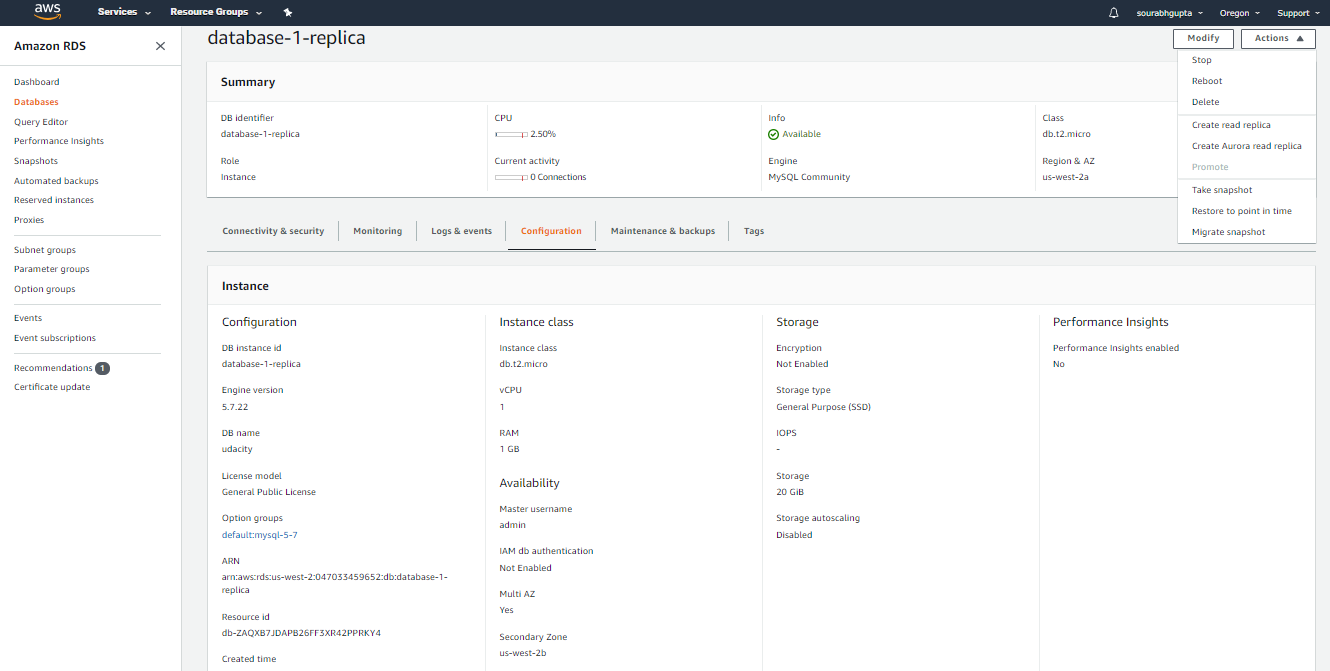 aws
Services
Resource Groups
sourabhgupta
Oregon
Support
Amazon RDS
Dashboard
Databases
Query Editor
Performance Insights
Snapshots
Automated backups
Reserved instances
Proxies
Subnet groups
Parameter groups
Option groups
Events
Event subscriptions
Recommendations 1
Certificate update
database-1-replica
Modify
Actions
Stop
Reboot
Delete
Create read replica
Create Aurora read replica
Promote
Take snapshot
Restore to point in time
Migrate snapshot
Summary
DB identifier
database-1-replica
Role
Instance
CPU
2.50%
Current activity
0 Connections
Info
Available
Engine
MySQL Community
Class
db.t2.micro
Region & AZ
us-west-2a
Connectivity & security
Monitoring
Logs & events
Configuration
Maintenance & backups
Tags
Instance
Configuration
DB instance id
database-1-replica
Engine version
5.7.22
DB name
udacity
License model
General Public License
Option groups
default:mysql-5-7
ARN
arn:aws:rds:us-west-2:047033459652:db:database-1-
replica
Resource id
db-ZAQXB7JDAPB26FF3XR42PPRKY4
Created time
Instance class
Instance class
db.t2.micro
vCPU
1
RAM
1 GB
Availability
Master username
admin
IAM db authentication
Not Enabled
Multi AZ
Yes
Secondary Zone
us-west-2b
Storage
Encryption
Not Enabled
Storage type
General Purpose (SSD)
IOPS
-
Storage
20 GiB
Storage autoscaling
Disabled
Performance Insights
Performance Insights enabled
No